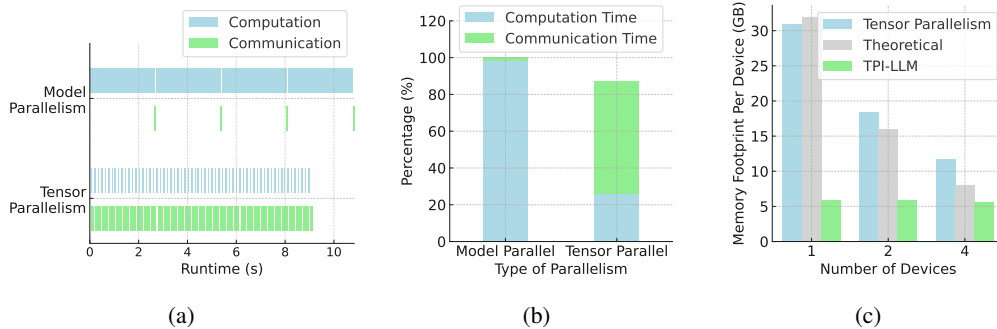 Computation
Communication
Model
Parallelism
Tensor
Parallelism
0 2 4 6 8 10
Runtime (s)
(a)
Computation Time
Communication Time
Percentage (%)
120
100
80
60
40
20
0
Model Parallel Tensor Parallel
Type of Parallelism
(b)
Tensor Parallelism
Theoretical
TPI-LLM
Memory Footprint Per Device (GB)
30
25
20
15
10
5
0
1 2 4
Number of Devices
(c)